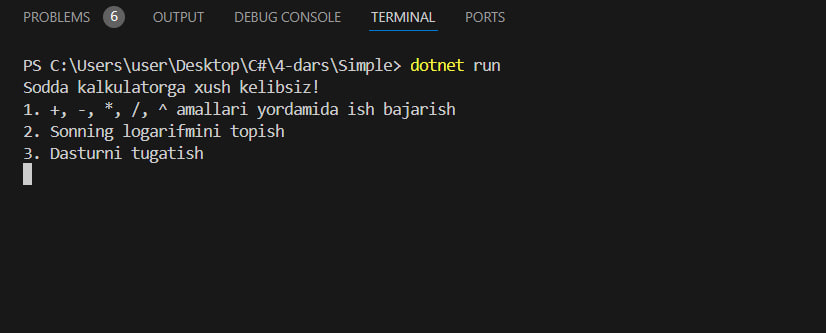 PROBLEMS 6 OUTPUT DEBUG CONSOLE TERMINAL PORTS
PS C:\Users\user\Desktop\C#\4-dars\Simple> dotnet run
Sodda kalkulatorga xush kelibsiz!
1. +, -, *, /, ^ amallari yordamida ish bajarish
2. Sonning logarifmini topish
3. Dasturni tugatish